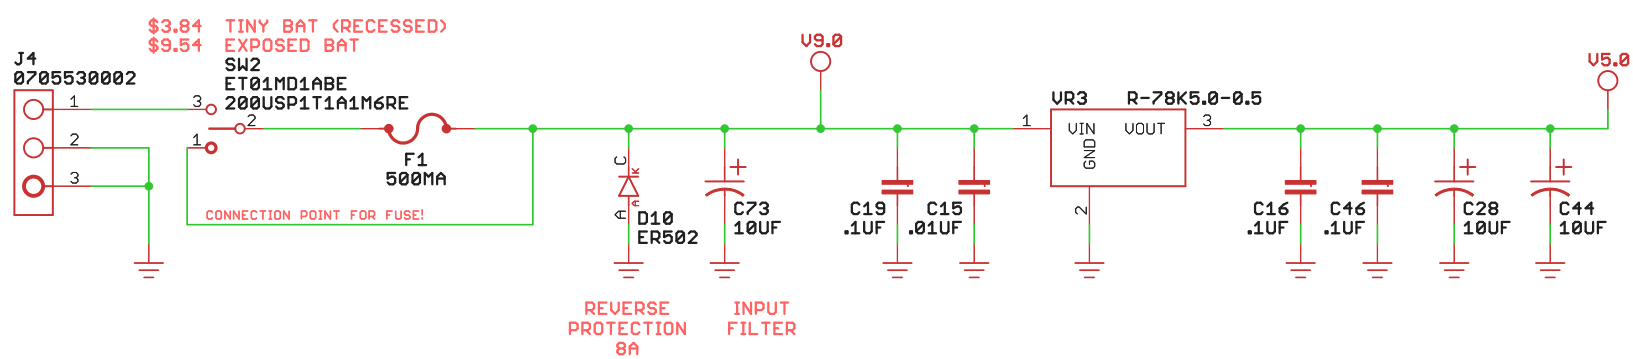 $3.84 TINY BAT (RECESSED)
$9.54 EXPOSED BAT
J4
0705530002
SW2
ET01MD1ABE
200USP1T1A1M6RE
1
2
3
3
2
1
F1
500MA
CONNECTION POINT FOR FUSE!
C
K
A
A
D10
ER502
REVERSE
PROTECTION
8A
C73
10UF
INPUT
FILTER
V9.0
C19
.1UF
C15
.01UF
VR3
R-78K5.0-0.5
1
VIN
VOUT
GND
3
2
C16
.1UF
C46
.1UF
C28
10UF
C44
10UF
V5.0